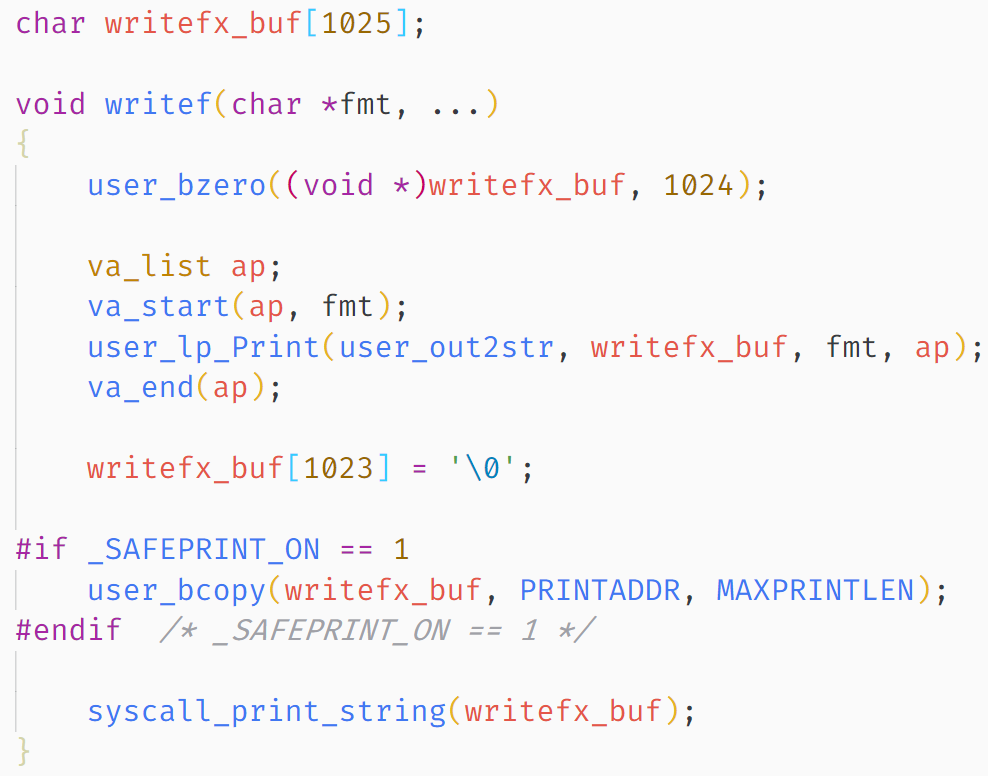 char writefx_buf[1025];
void writef(char *fmt, ...)
{
user_bzero((void *)writefx_buf, 1024);
va_list ap;
va_start(ap, fmt);
user_lp_Print(user_out2str, writefx_buf, fmt, ap);
va_end(ap);
writefx_buf[1023] = '\0';
#if _SAFEPRINT_ON == 1
user_bcopy(writefx_buf, PRINTADDR, MAXPRINTLEN);
#endif  /* _SAFEPRINT_ON == 1 */
syscall_print_string(writefx_buf);
}